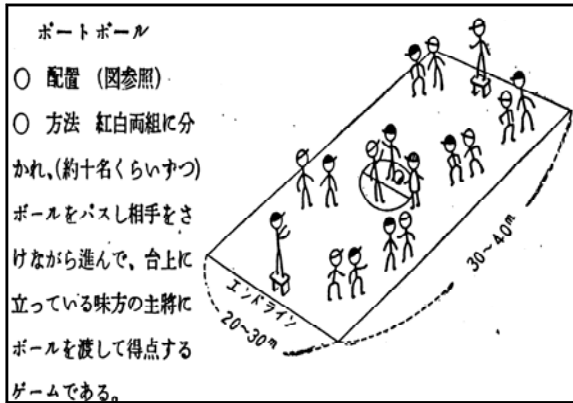 ポートボール
○ 配置 (図参照)
○ 方法 紅白両組に分
かれ、(約十名くらいずつ)
ボールをパスし相手をさ
けながら進んで、台上に
立っている味方の主將に
ボールを渡して得点する
ゲームである。
エンドライン
20~30m
30~40m